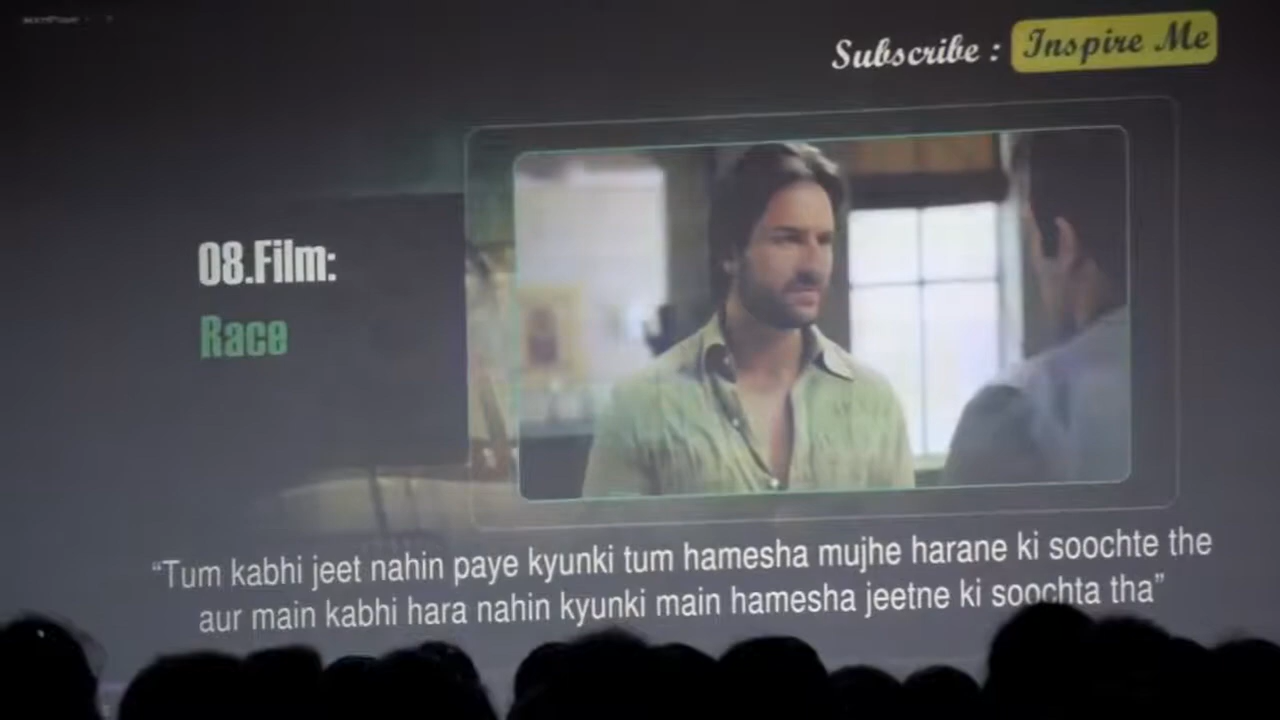 Subscribe : Inspire Me
08.Film:
Race
“Tum kabhi jeet nahin paye kyunki tum hamesha mujhe harane ki soochte the
aur main kabhi hara nahin kyunki main hamesha jeetne ki soochta tha”